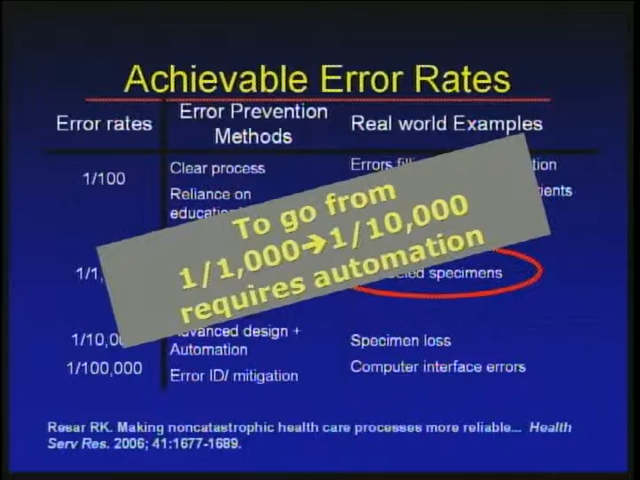 Achievable Error Rates
Error rates
Error Prevention
Methods
Real world Examples
1/100
Clear process
Reliance on
Errors
To go from
1/1,000➔1/10,000
requires automation
specimens
Advanced design +
Automation
Specimen loss
1/100,000
Error ID/ mitigation
Computer interface errors
Resar RK. Making noncatastrophic health care processes more reliable... Health
Serv Res. 2006; 41:1677-1689.